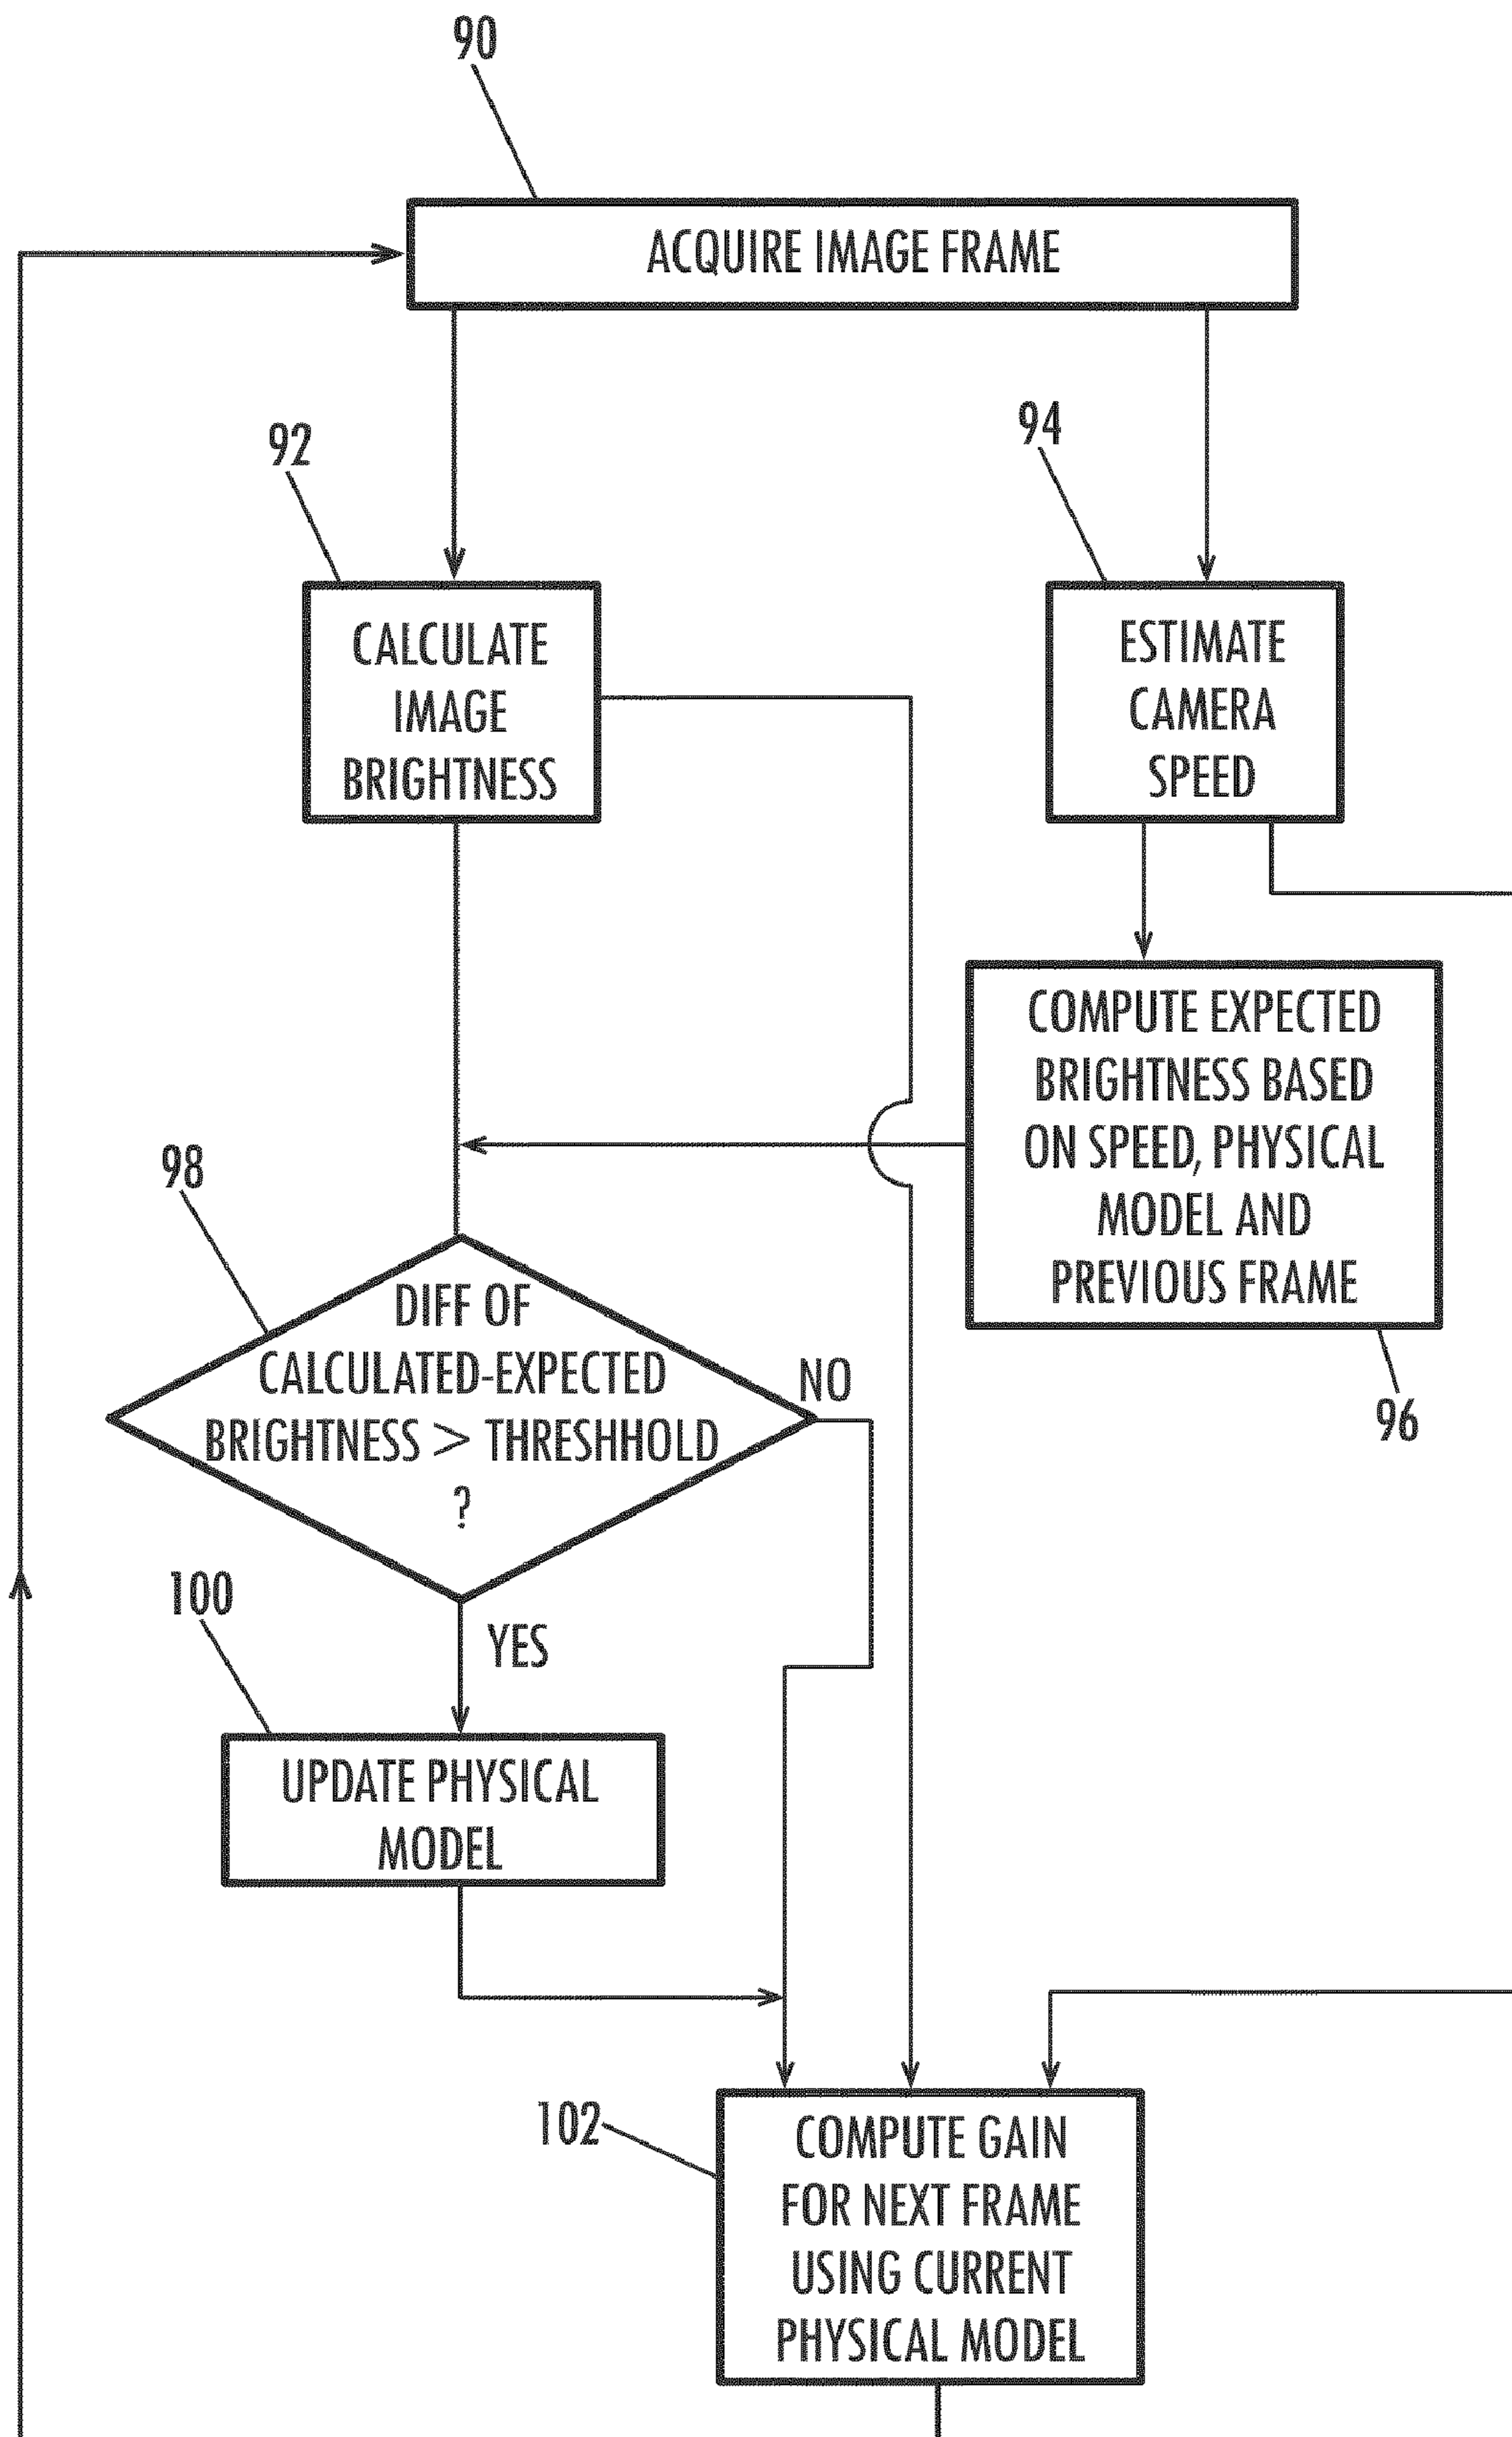 90
ACQUIRE IMAGE FRAME
92
94
CALCULATE
IMAGE
BRIGHTNESS
ESTIMATE
CAMERA
SPEED
COMPUTE EXPECTED
BRIGHTNESS BASED
ON SPEED, PHYSICAL
MODEL AND
PREVIOUS FRAME
96
98
DIFF OF
CALCULATED-EXPECTED
BRIGHTNESS > THRESHHOLD
?
NO
YES
100
UPDATE PHYSICAL
MODEL
102
COMPUTE GAIN
FOR NEXT FRAME
USING CURRENT
PHYSICAL MODEL